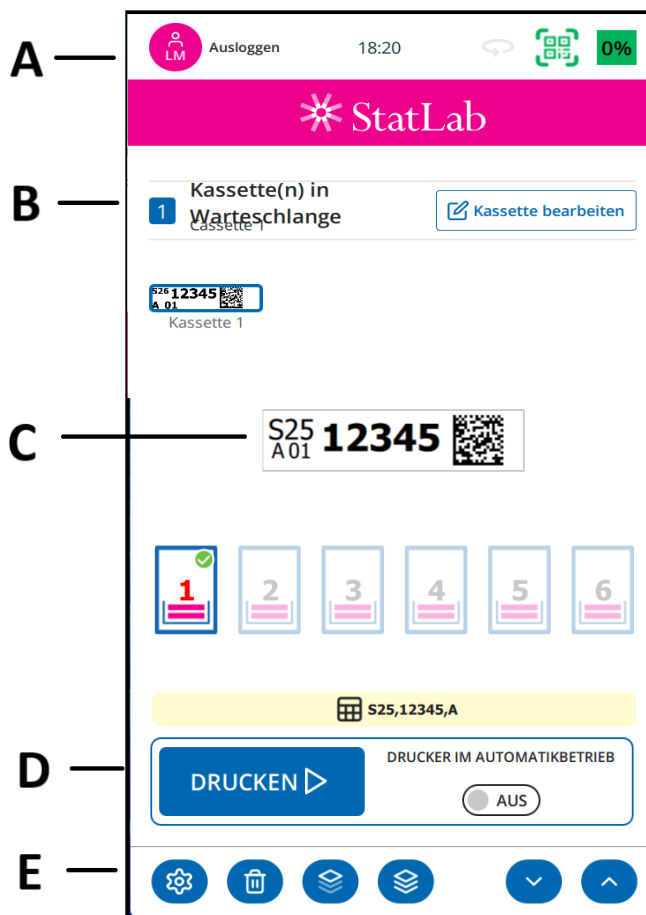 A
LM
Ausloggen
18:20
0%
StatLab
B
1
Kassette(n) in
Warteschlange
Cassette 1
Kassette bearbeiten
S26 12345
A 01
Kassette 1
C
S25 12345
A 01
1
2
3
4
5
6
S25,12345,A
D
DRUCKEN
DRUCKER IM AUTOMATIKBETRIEB
AUS
E